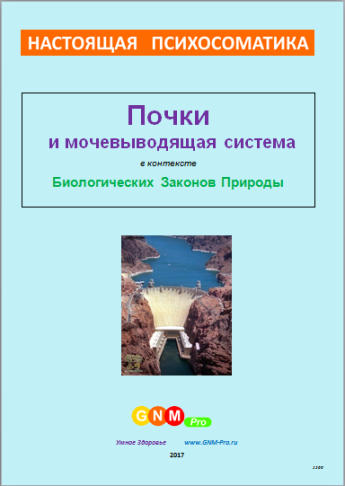 НАСТОЯЩАЯ ПСИХОСОМАТИКА
Почки
и мочевыводящая система
в контексте
Биологических Законов Природы
GNM
Pro
Умное Здоровье www.GNM-Pro.ru
2017